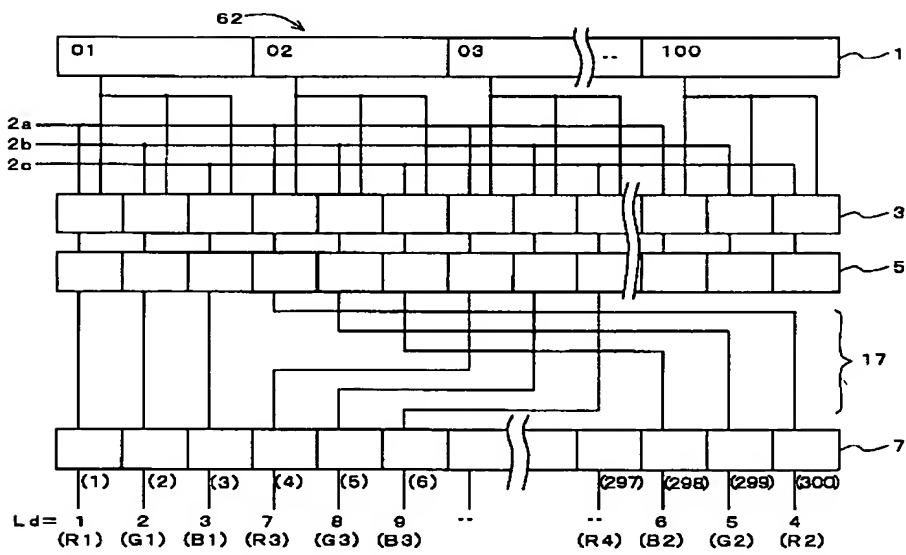 62
01 02 03 -- 100 1
2a
2b
2c
3
5
17
7
(1) (2) (3) (4) (5) (6) (297) (298) (299) (300)
Ld= 1 2 3 7 8 9 -- -- 6 5 4
(R1) (G1) (B1) (R3) (G3) (B3) (R4) (B2) (G2) (R2)